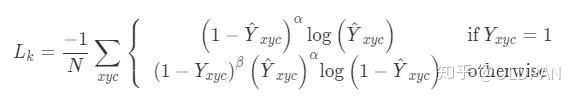 L_k = \frac{-1}{N} \sum_{xyc} \begin{cases} \left(1 - \hat{Y}_{xyc}\right)^{\alpha} \log\left(\hat{Y}_{xyc}\right) & \text{if } Y_{xyc} = 1 \\ \left(1 - Y_{xyc}\right)^{\beta} \left(\hat{Y}_{xyc}\right)^{\alpha} \log\left(1 - \hat{Y}_{xyc}\right) & \text{otherwise} \end{cases}
知乎